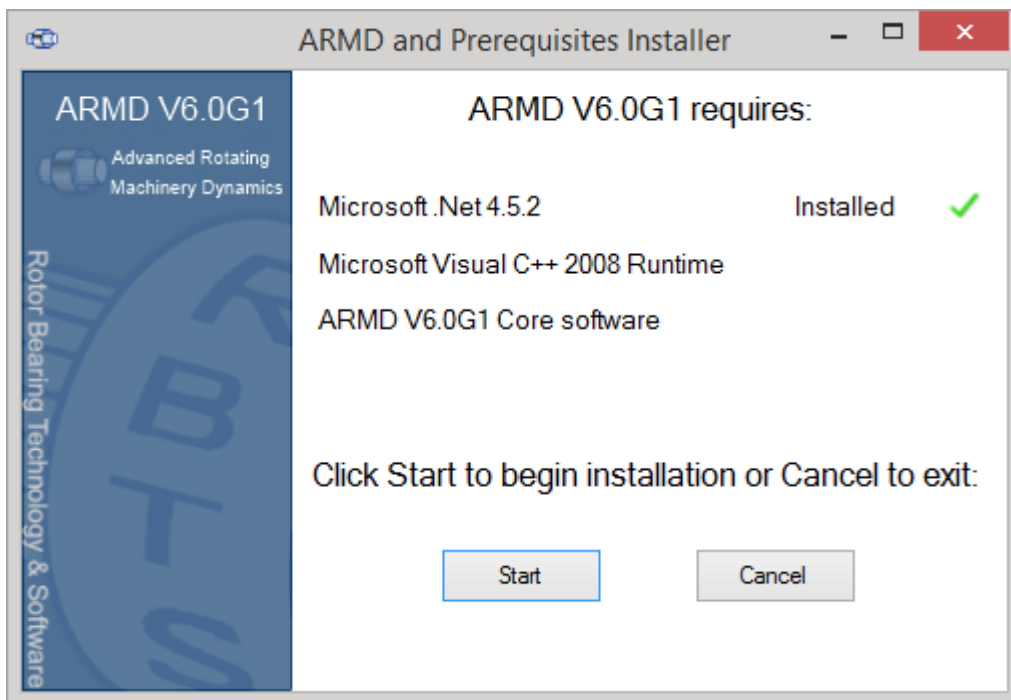 ARMD and Prerequisites Installer
ARMD V6.0G1
Advanced Rotating
Machinery Dynamics
Rotor Bearing Technology & Software
R
B
T
S
ARMD V6.0G1 requires:
Microsoft .Net 4.5.2 Installed
Microsoft Visual C++ 2008 Runtime
ARMD V6.0G1 Core software
Click Start to begin installation or Cancel to exit:
Start Cancel